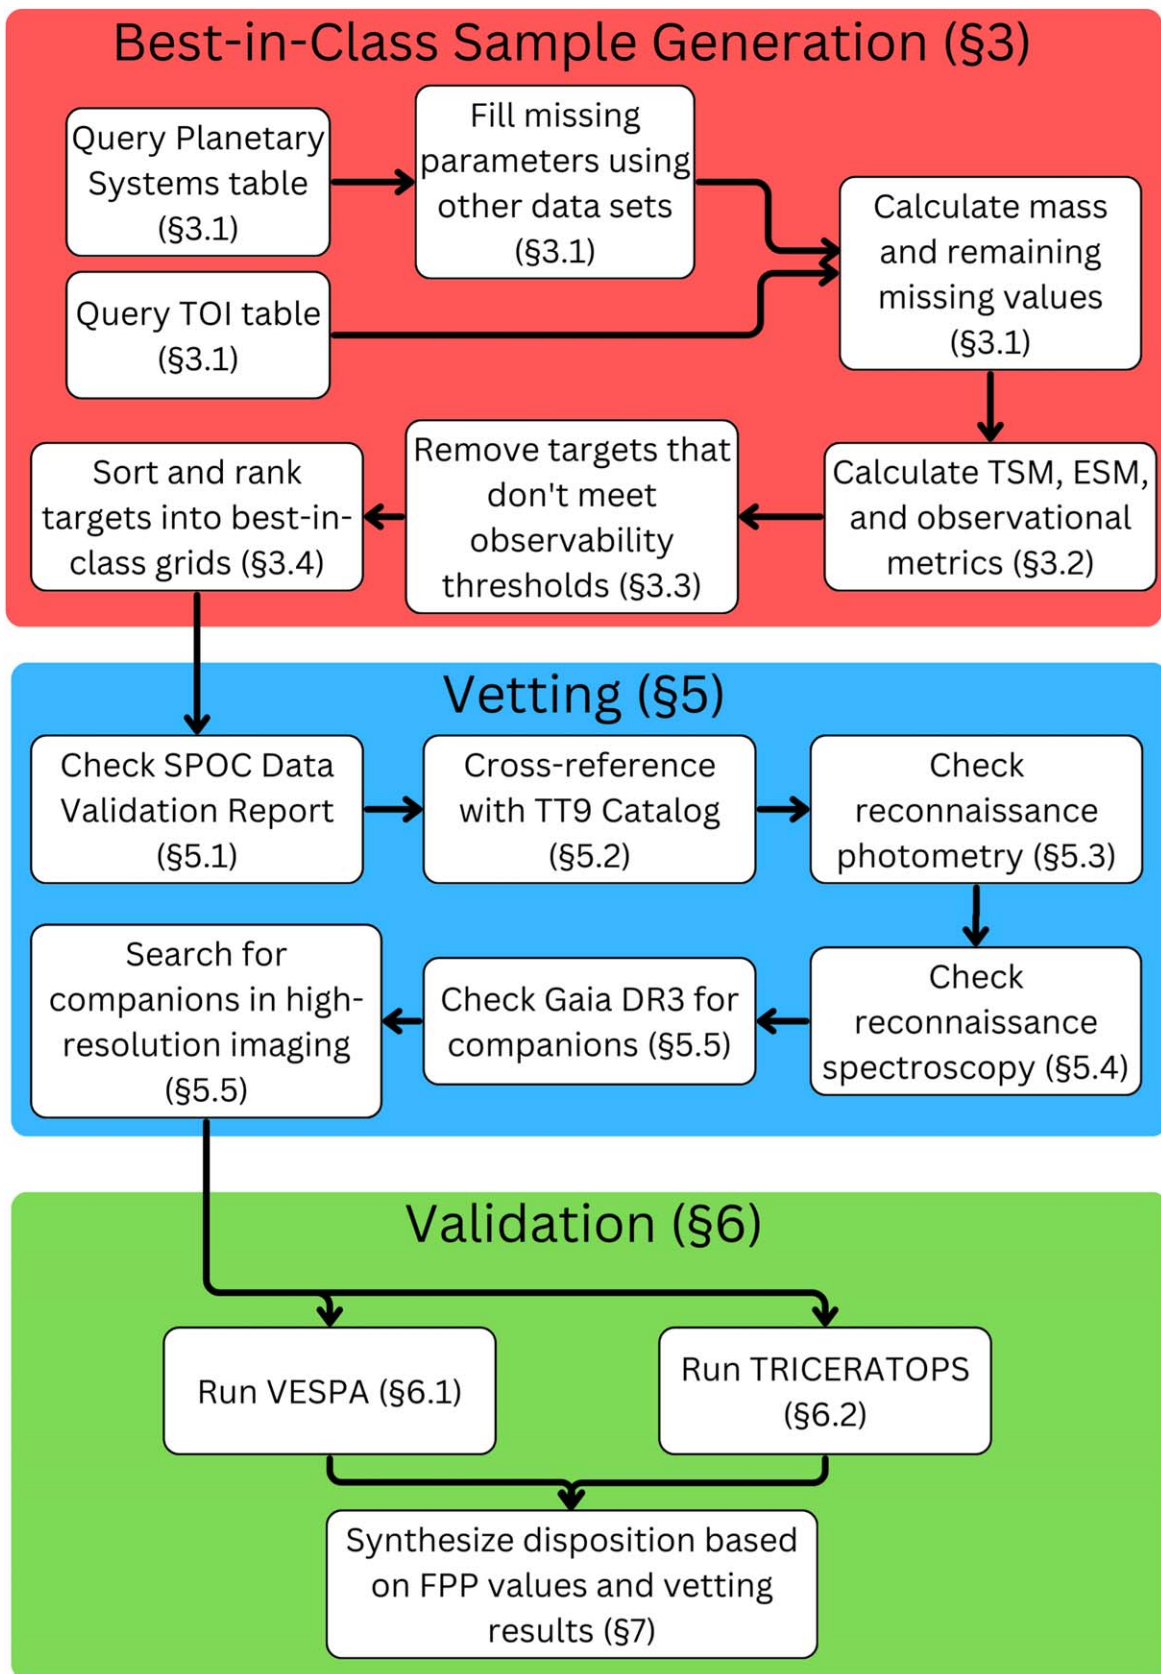 Best-in-Class Sample Generation (§3)
Query Planetary
Systems table
(§3.1)
Fill missing
parameters using
other data sets
(§3.1)
Query TOI table
(§3.1)
Calculate mass
and remaining
missing values
(§3.1)
Calculate TSM, ESM,
and observational
metrics (§3.2)
Remove targets that
don't meet
observability
thresholds (§3.3)
Sort and rank
targets into best-in-
class grids (§3.4)
Vetting (§5)
Check SPOC Data
Validation Report
(§5.1)
Cross-reference
with TT9 Catalog
(§5.2)
Check
reconnaissance
photometry (§5.3)
Check
reconnaissance
spectroscopy (§5.4)
Check Gaia DR3 for
companions (§5.5)
Search for
companions in high-
resolution imaging
(§5.5)
Validation (§6)
Run VESPA (§6.1)
Run TRICERATOPS
(§6.2)
Synthesize disposition based
on FPP values and vetting
results (§7)